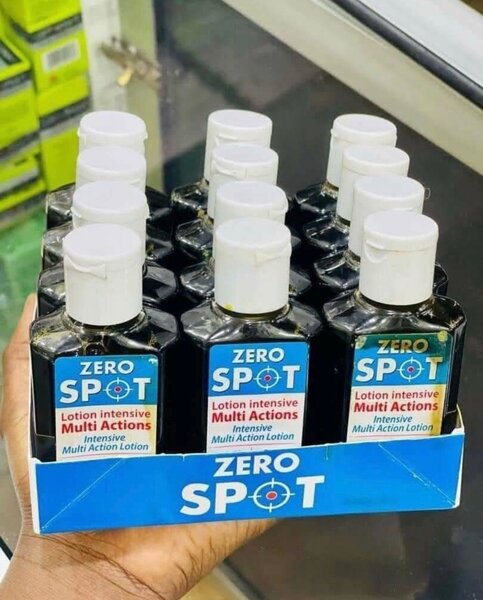 ZERO
SPOT
Lotion intensive
Multi Actions
Intensive
Multi Action Lotion
ZERO
SPOT
Lotion intensive
Multi Actions
Intensive
Multi Action Lotion
ZERO
SPOT
Lotion intensive
Multi Actions
Intensive
Multi Action Lotion
ZERO
SPOT